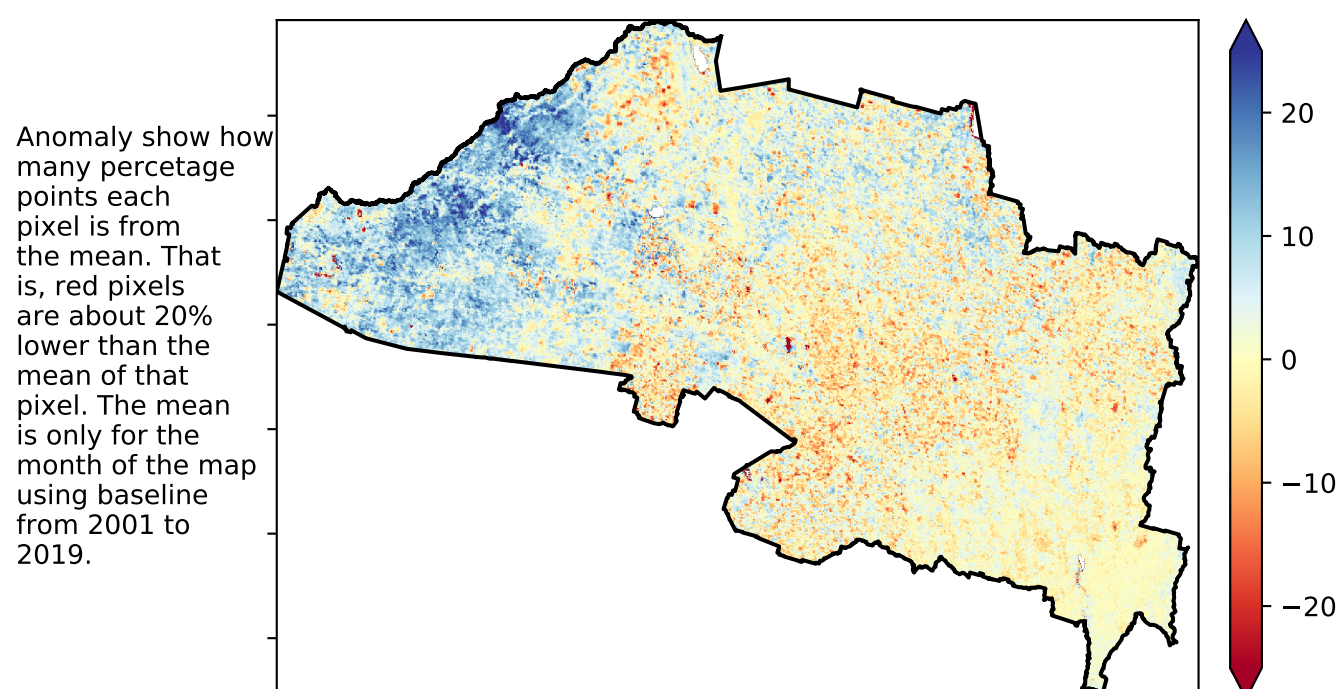 Anomaly show how
many percetage
points each
pixel is from
the mean. That
is, red pixels
are about 20%
lower than the
mean of that
pixel. The mean
is only for the
month of the map
using baseline
from 2001 to
2019.
20
10
0
−10
−20